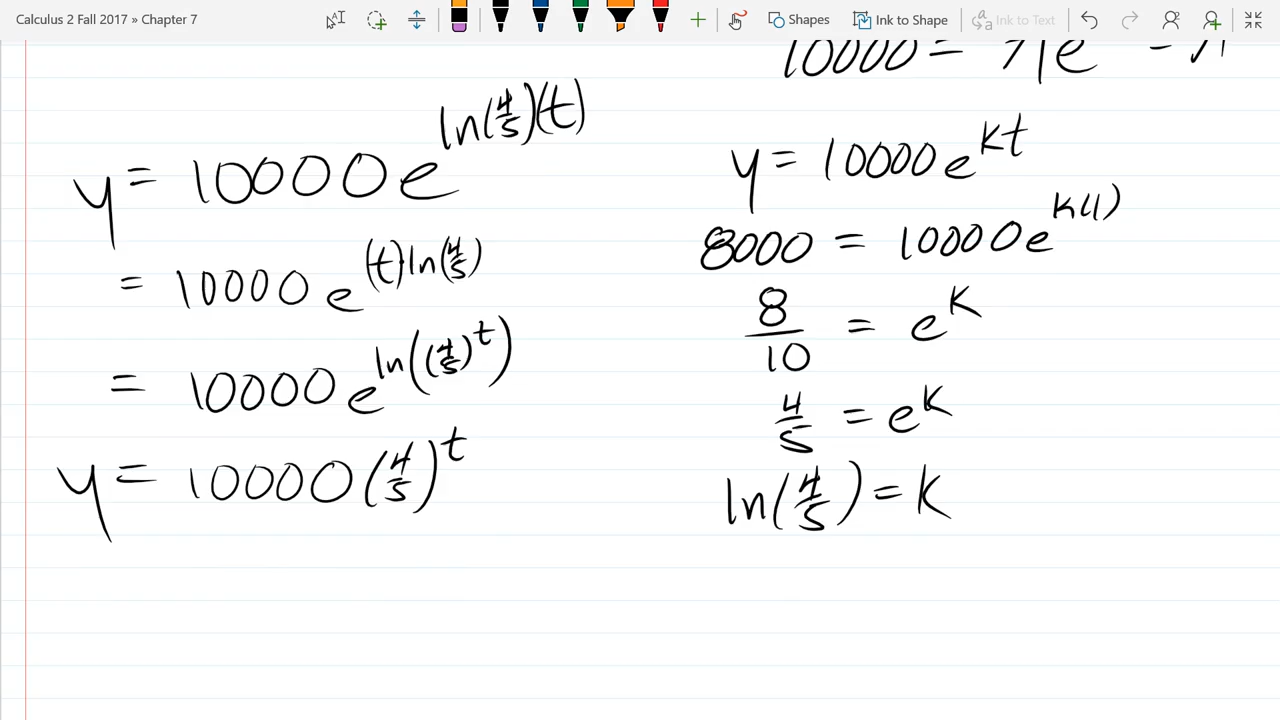 Calculus 2 Fall 2017 » Chapter 7
Shapes
Ink to Shape
Ink to Text
y = 10000e^{ln(4/5)(t)}
= 10000e^{(t)·ln(4/5)}
= 10000e^{ln((4/5)^t)}
y = 10000(4/5)^t
10000 =
y = 10000e^{kt}
8000 = 10000e^{k(1)}
8/10 = e^k
4/5 = e^k
ln(4/5) = k